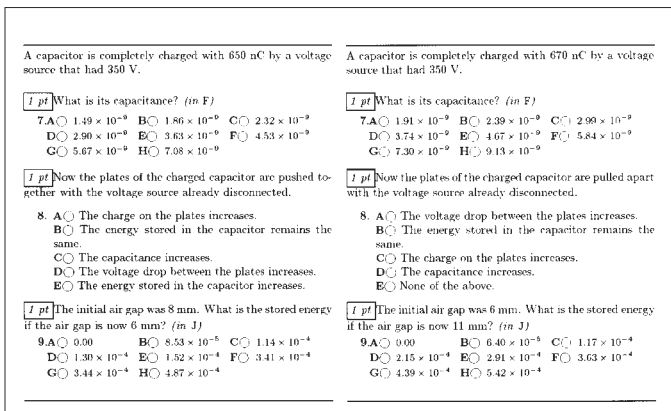 A capacitor is completely charged with 650 nC by a voltage
source that had 350 V.
1 pt What is its capacitance? (in F)
7.A○ 1.49 × 10⁻⁹ B○ 1.86 × 10⁻⁹ C○ 2.32 × 10⁻⁹
D○ 2.90 × 10⁻⁹ E○ 3.63 × 10⁻⁹ F○ 4.53 × 10⁻⁹
G○ 5.67 × 10⁻⁹ H○ 7.08 × 10⁻⁹
1 pt Now the plates of the charged capacitor are pushed to-
gether with the voltage source already disconnected.
8. A○ The charge on the plates increases.
B○ The energy stored in the capacitor remains the
same.
C○ The capacitance increases.
D○ The voltage drop between the plates increases.
E○ The energy stored in the capacitor increases.
1 pt The initial air gap was 8 mm. What is the stored energy
if the air gap is now 6 mm? (in J)
9.A○ 0.00 B○ 8.53 × 10⁻⁵ C○ 1.14 × 10⁻⁴
D○ 1.30 × 10⁻⁴ E○ 1.52 × 10⁻⁴ F○ 3.41 × 10⁻⁴
G○ 3.44 × 10⁻⁴ H○ 4.87 × 10⁻⁴
A capacitor is completely charged with 670 nC by a voltage
source that had 350 V.
1 pt What is its capacitance? (in F)
7.A○ 1.91 × 10⁻⁹ B○ 2.39 × 10⁻⁹ C○ 2.99 × 10⁻⁹
D○ 3.74 × 10⁻⁹ E○ 4.67 × 10⁻⁹ F○ 5.84 × 10⁻⁹
G○ 7.30 × 10⁻⁹ H○ 9.13 × 10⁻⁹
1 pt Now the plates of the charged capacitor are pulled apart
with the voltage source already disconnected.
8. A○ The voltage drop between the plates increases.
B○ The energy stored in the capacitor remains the
same.
C○ The charge on the plates increases.
D○ The capacitance increases.
E○ None of the above.
1 pt The initial air gap was 6 mm. What is the stored energy
if the air gap is now 11 mm? (in J)
9.A○ 0.00 B○ 6.40 × 10⁻⁵ C○ 1.17 × 10⁻⁴
D○ 2.15 × 10⁻⁴ E○ 2.91 × 10⁻⁴ F○ 3.63 × 10⁻⁴
G○ 4.39 × 10⁻⁴ H○ 5.42 × 10⁻⁴